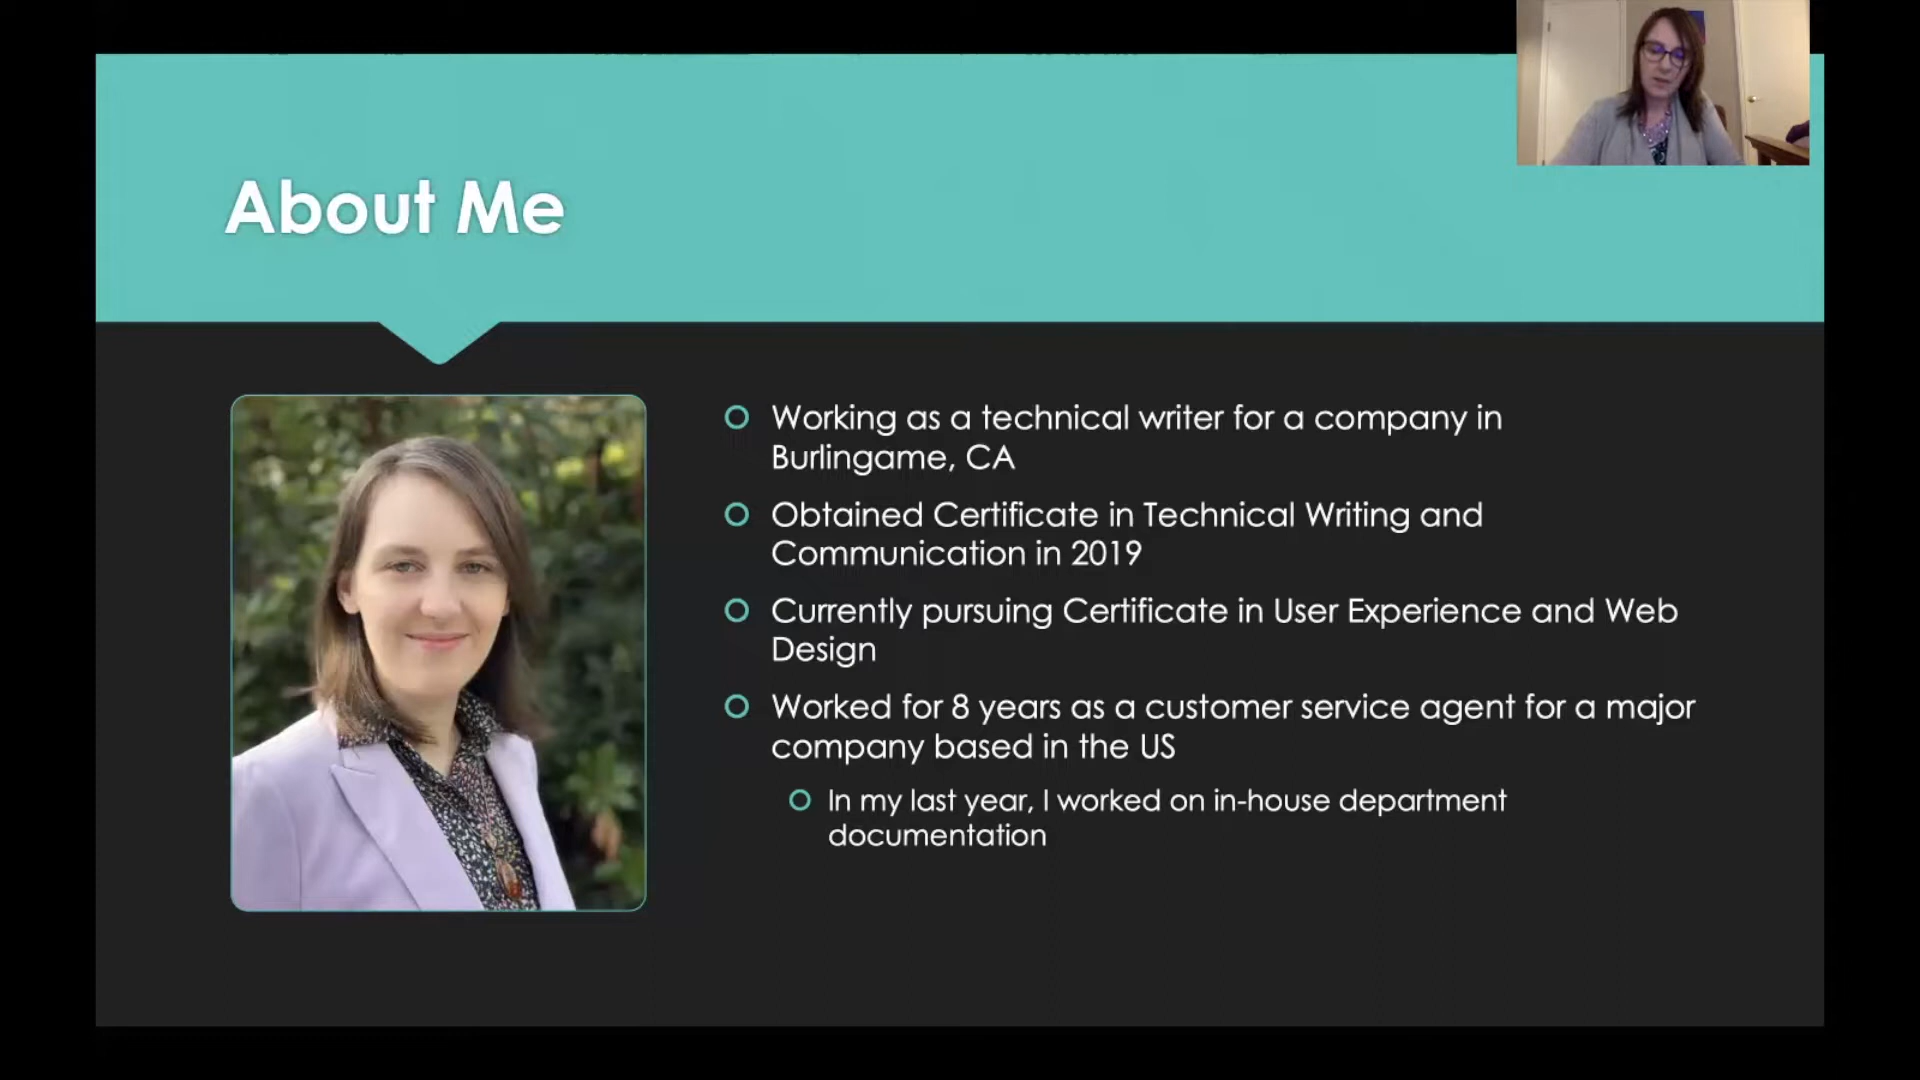 About Me
Working as a technical writer for a company in
Burlingame, CA
Obtained Certificate in Technical Writing and
Communication in 2019
Currently pursuing Certificate in User Experience and Web
Design
Worked for 8 years as a customer service agent for a major
company based in the US
In my last year, I worked on in-house department
documentation